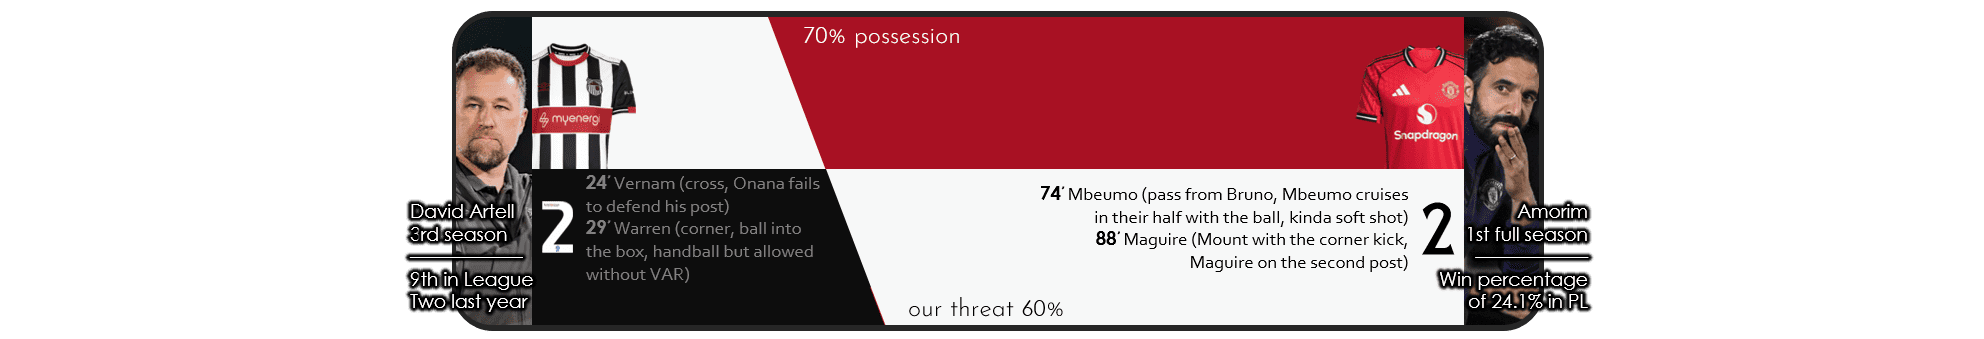 70% possession
myenergi
Snapdragon
David Artell
3rd season
9th in League
Two last year
2
24' Vernam (cross, Onana fails
to defend his post)
29' Warren (corner, ball into
the box, handball but allowed
without VAR)
74' Mbeumo (pass from Bruno, Mbeumo cruises
in their half with the ball, kinda soft shot)
88' Maguire (Mount with the corner kick,
Maguire on the second post)
2
Amorim
1st full season
Win percentage
of 24.1% in PL
our threat 60%